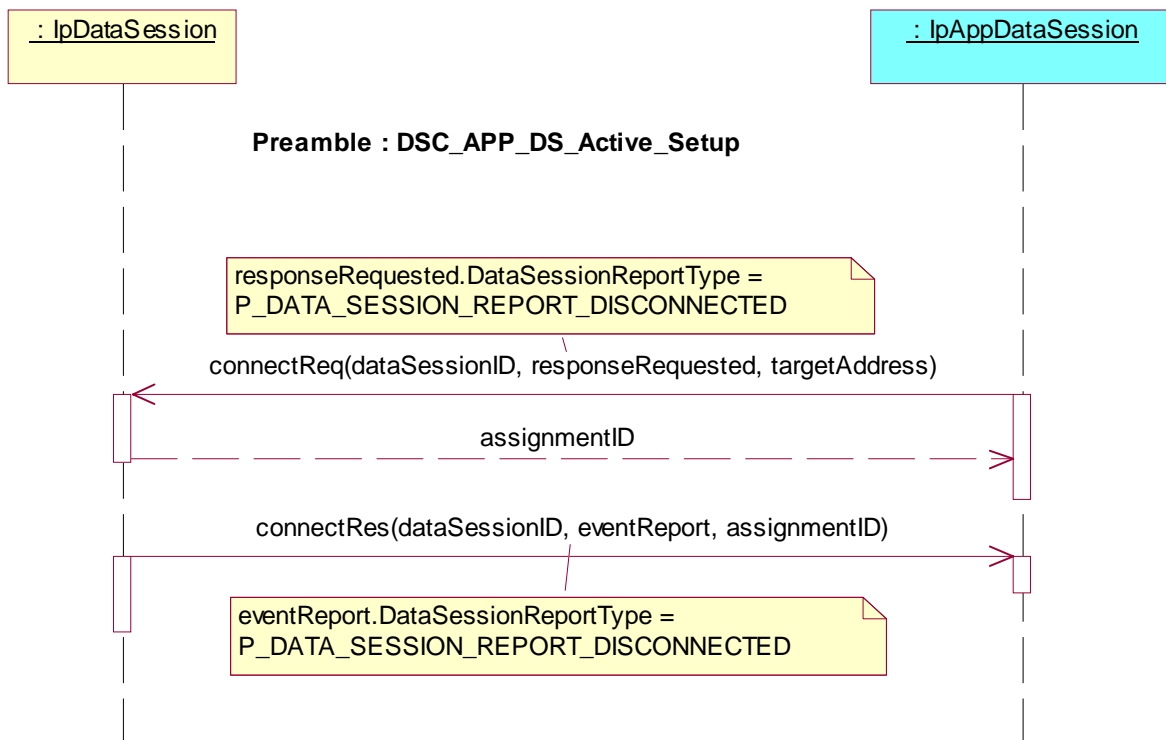 : IpDataSession
: IpAppDataSession
Preamble : DSC_APP_DS_Active_Setup
responseRequested.DataSessionReportType =
P_DATA_SESSION_REPORT_DISCONNECTED
connectReq(dataSessionID, responseRequested, targetAddress)
assignmentID
connectRes(dataSessionID, eventReport, assignmentID)
eventReport.DataSessionReportType =
P_DATA_SESSION_REPORT_DISCONNECTED